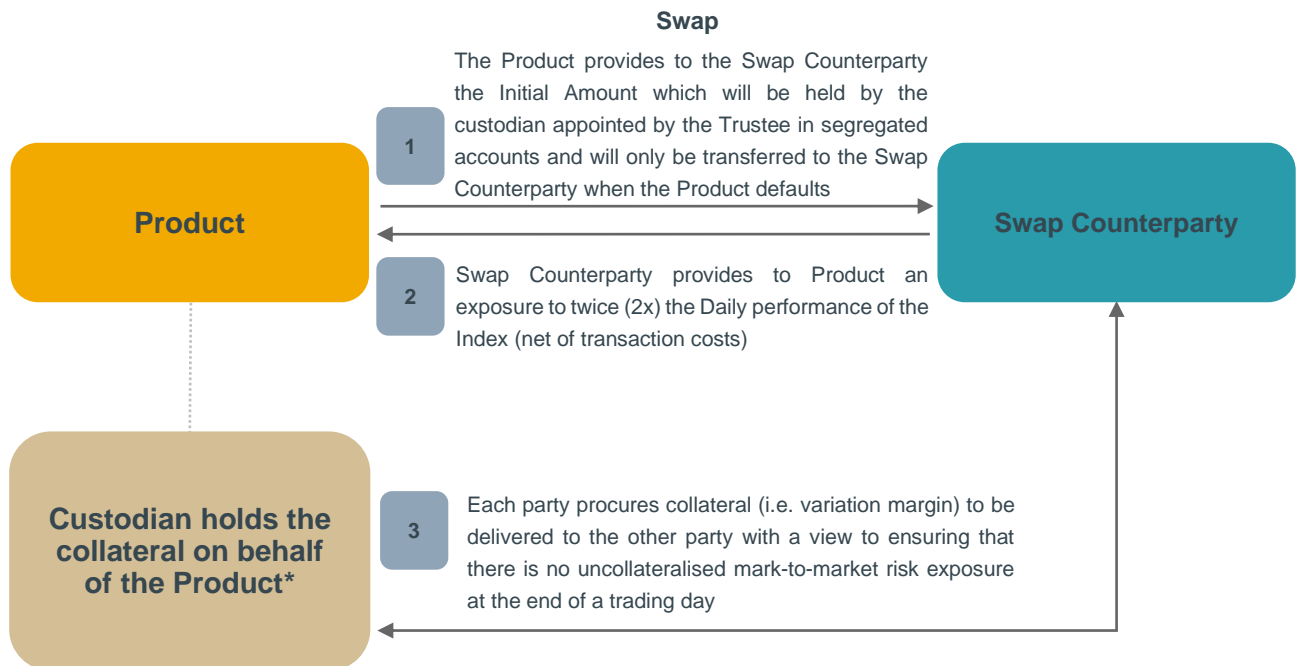 Swap
The Product provides to the Swap Counterparty
the Initial Amount which will be held by the
custodian appointed by the Trustee in segregated
accounts and will only be transferred to the Swap
Counterparty when the Product defaults
1
Product
Swap Counterparty
2
Swap Counterparty provides to Product an
exposure to twice (2x) the Daily performance of the
Index (net of transaction costs)
Custodian holds the
collateral on behalf
of the Product*
3
Each party procures collateral (i.e. variation margin) to be
delivered to the other party with a view to ensuring that
there is no uncollateralised mark-to-market risk exposure
at the end of a trading day